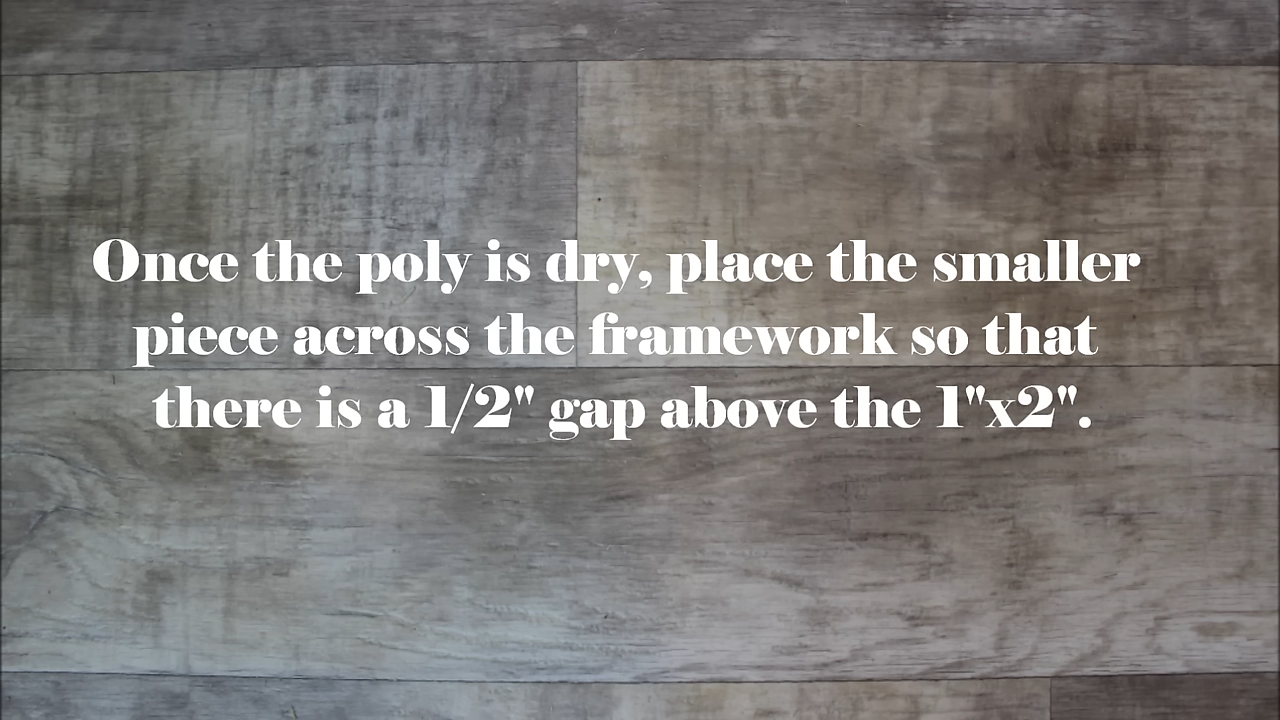 Once the poly is dry, place the smaller
piece across the framework so that
there is a 1/2" gap above the 1"x2".